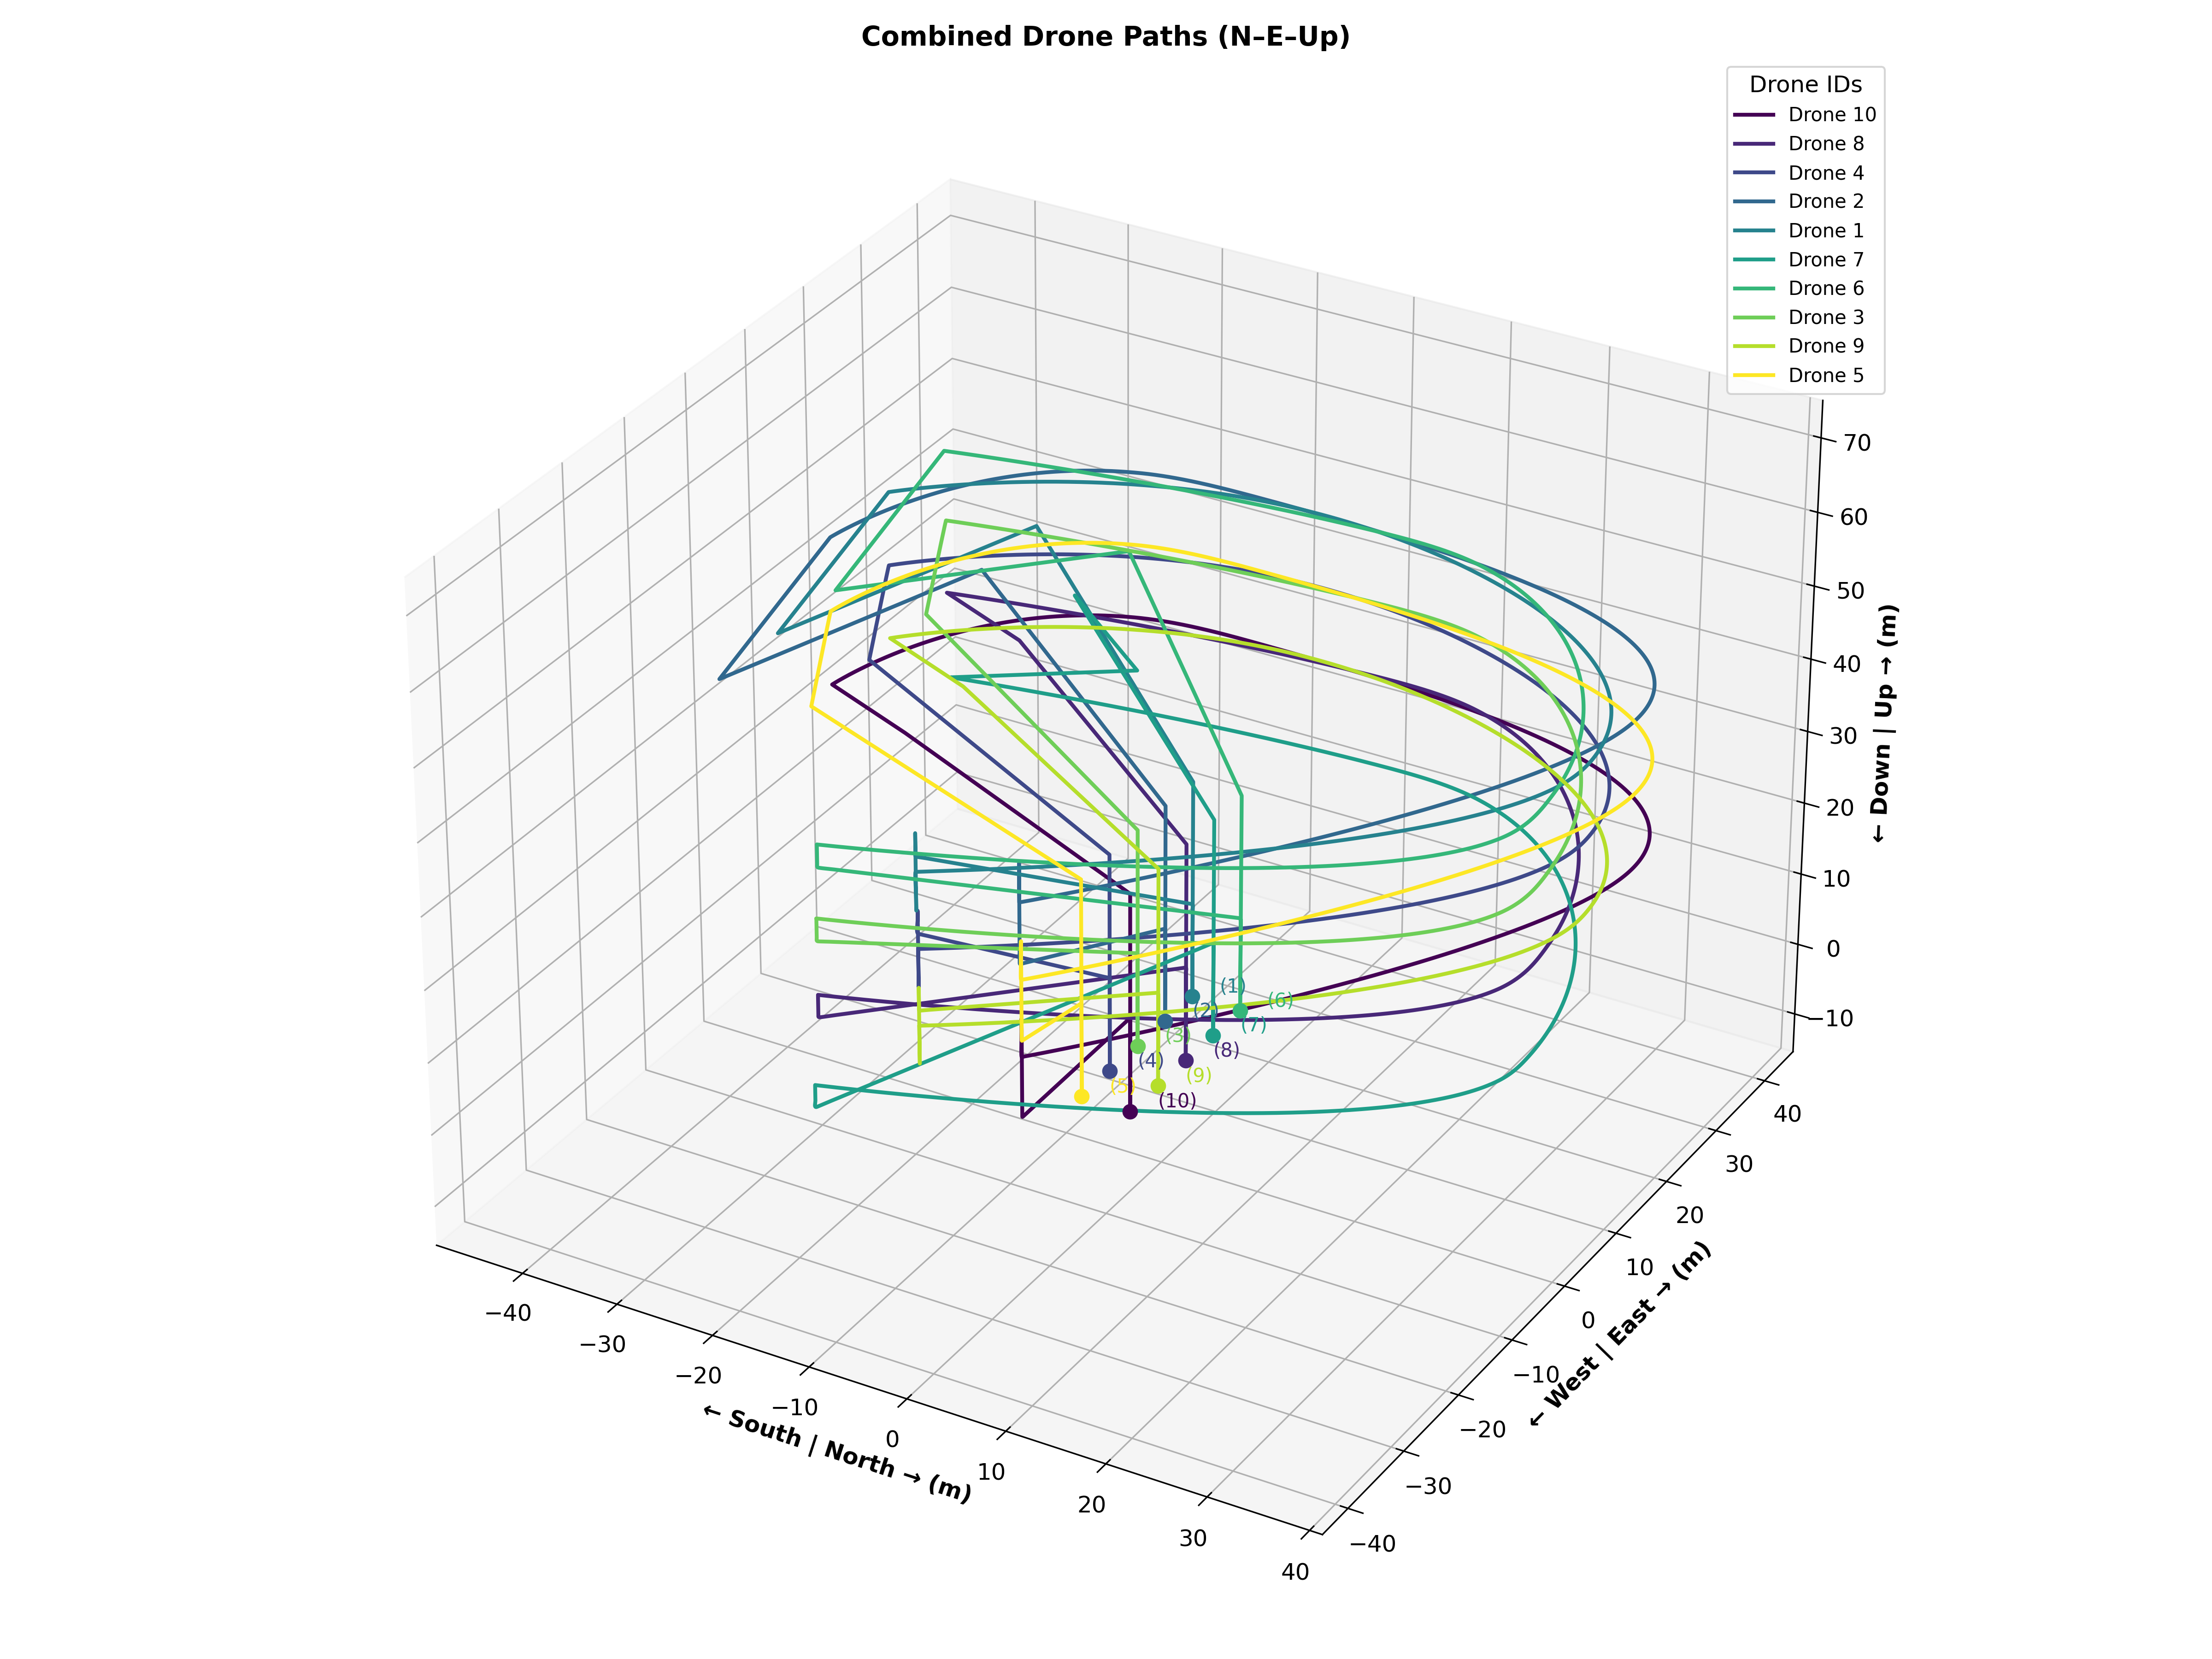 Combined Drone Paths (N–E–Up)
Drone IDs
Drone 10
Drone 8
Drone 4
Drone 2
Drone 1
Drone 7
Drone 6
Drone 3
Drone 9
Drone 5
70
60
50
40
30
20
10
0
−10
← Down | Up → (m)
(1)
(2)
(3)
(4)
(5)
(6)
(7)
(8)
(9)
(10)
−40
−30
−20
−10
0
10
20
30
40
← South | North → (m)
40
30
20
10
0
−10
−20
−30
−40
← West | East → (m)